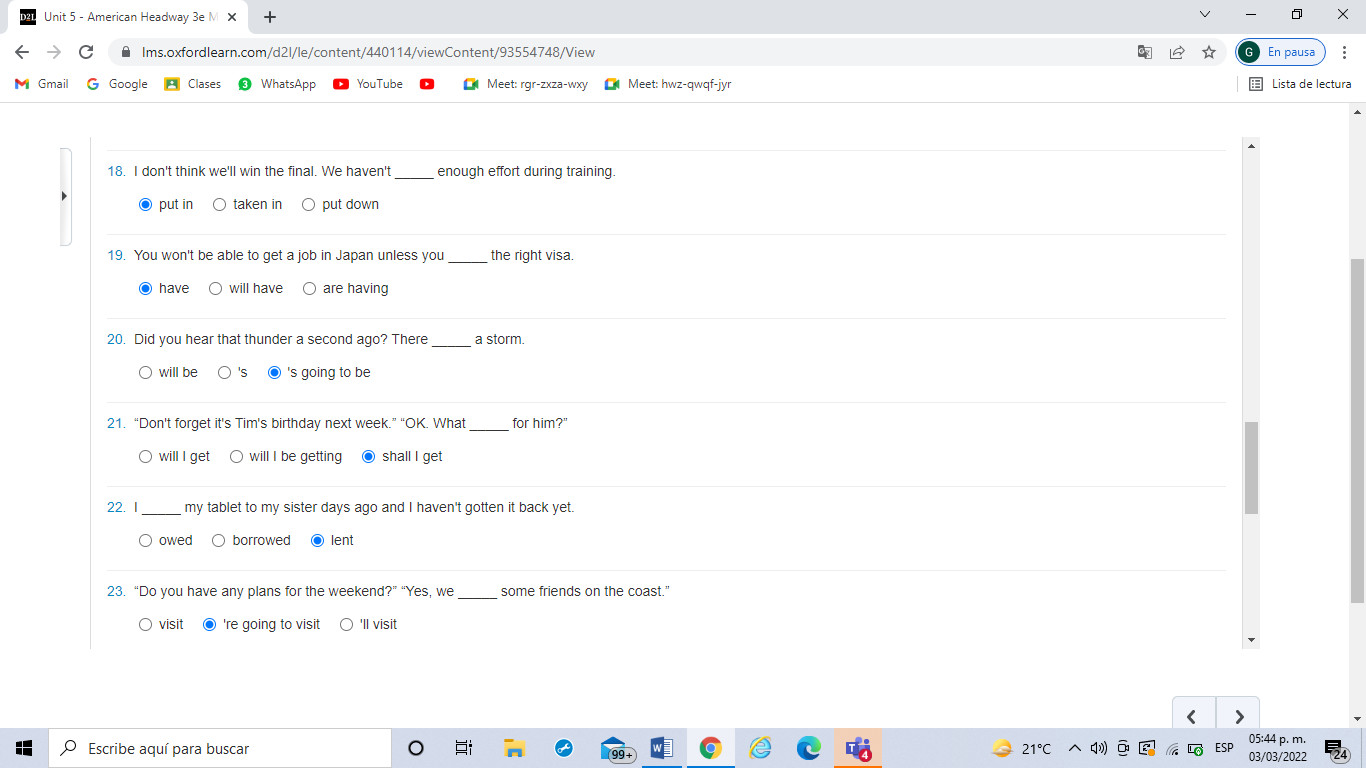 D2L Unit 5 - American Headway 3e M
lms.oxfordlearn.com/d2l/le/content/440114/viewContent/93554748/View
G En pausa
Gmail Google Clases 3 WhatsApp YouTube Meet: rgr-zxza-wxy Meet: hwz-qwqf-jyr Lista de lectura
18. I don't think we'll win the final. We haven't _____ enough effort during training.
put in taken in put down
19. You won't be able to get a job in Japan unless you _____ the right visa.
have will have are having
20. Did you hear that thunder a second ago? There _____ a storm.
will be 's 's going to be
21. “Don't forget it's Tim's birthday next week.” “OK. What _____ for him?”
will I get will I be getting shall I get
22. I _____ my tablet to my sister days ago and I haven't gotten it back yet.
owed borrowed lent
23. “Do you have any plans for the weekend?” “Yes, we _____ some friends on the coast.”
visit 're going to visit 'll visit
Escribe aquí para buscar 99+ 4 21°C ESP 05:44 p. m.
03/03/2022 24